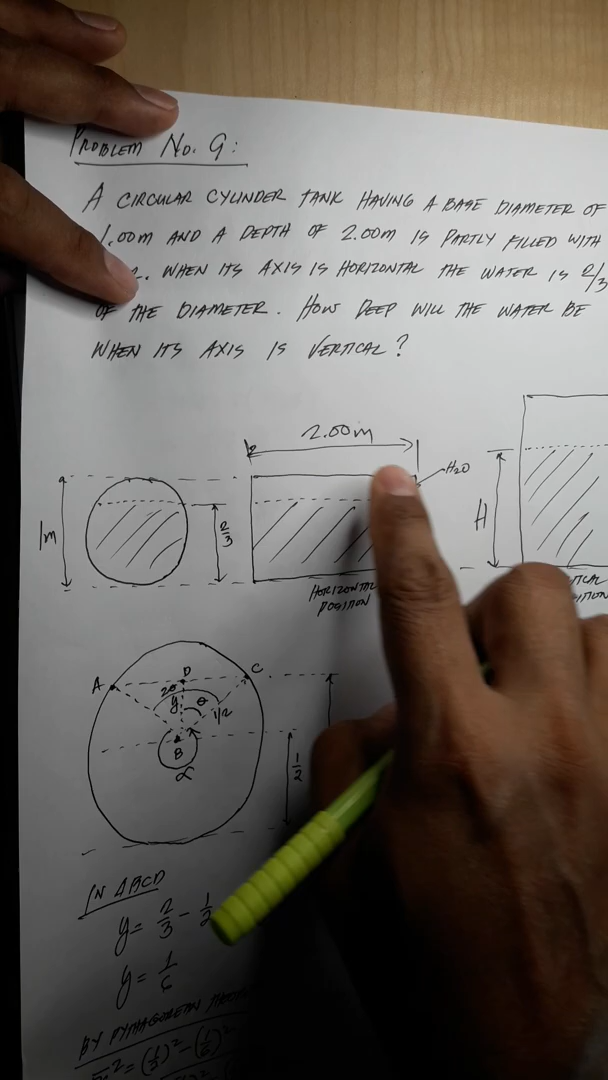 PROBLEM No. 9:
A CIRCULAR CYLINDER TANK HAVING A BASE DIAMETER OF
1.00m AND A DEPTH OF 2.00m IS PARTLY FILLED WITH
WHEN ITS AXIS IS HORIZONTAL THE WATER IS 2/3
OF THE DIAMETER. HOW DEEP WILL THE WATER BE
WHEN ITS AXIS IS VERTICAL?
2.00m
H2O
1m
2/3
H
HORIZONTAL
POSITION
A D C
2θ θ
y 1/2
B
α
1/2
IN ΔBCD
y = 2/3 - 1/2
y = 1/6
BY PYTHAGOREAN